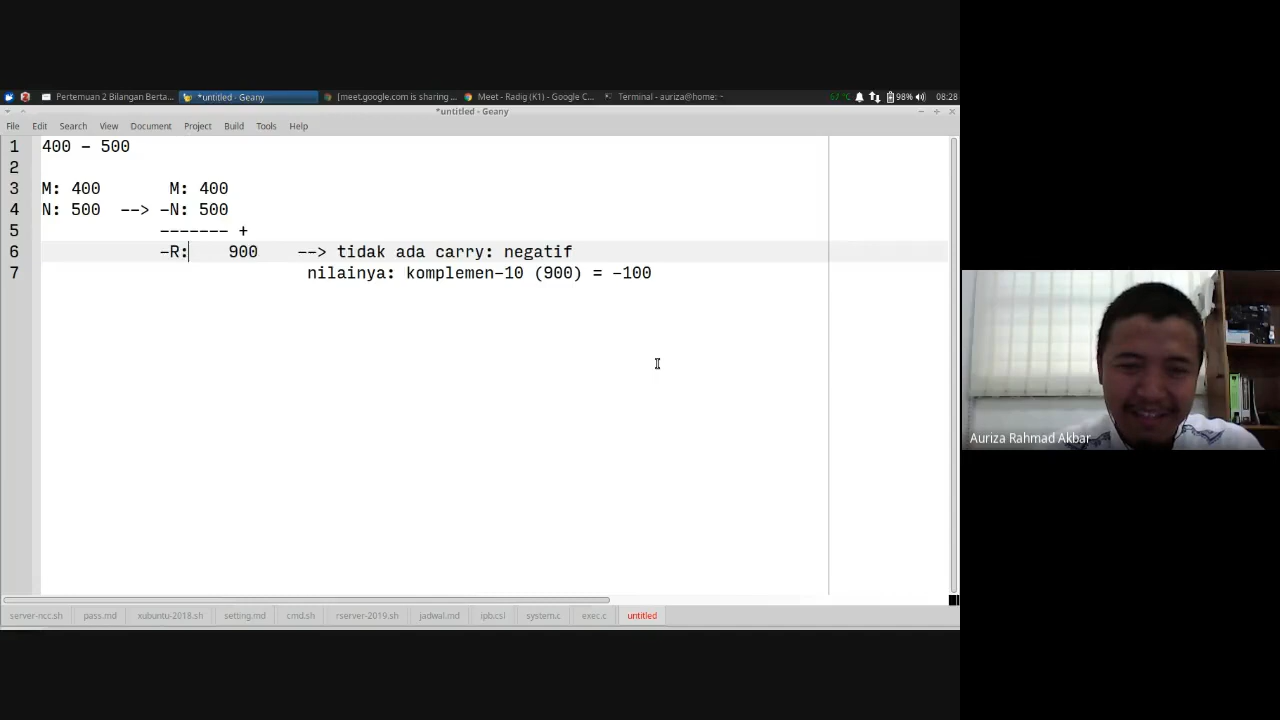 Pertemuan 2 Bilangan Berta... *untitled - Geany [meet.google.com is sharing ... Meet - Radig (K1) - Google C... Terminal - auriza@home: ~ 67°C 98% 08:28
*untitled - Geany
File Edit Search View Document Project Build Tools Help
1 400 - 500
2
3 M: 400 M: 400
4 N: 500 --> -N: 500
5 ------- +
6 -R: 900 --> tidak ada carry: negatif
7 nilainya: komplemen-10 (900) = -100
Auriza Rahmad Akbar
server-ncc.sh pass.md xubuntu-2018.sh setting.md cmd.sh rserver-2019.sh jadwal.md ipb.csl system.c exec.c untitled